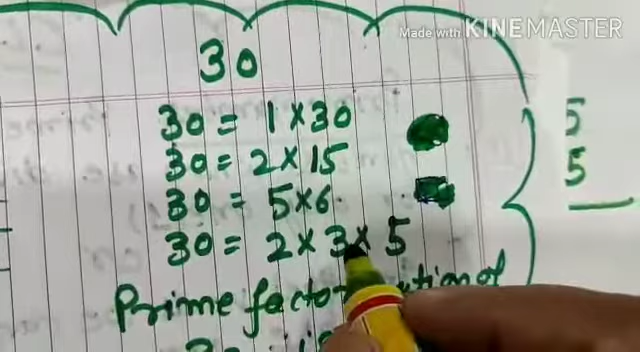 Made with KINEMASTER
30
30 = 1 × 30
30 = 2 × 15
30 = 5 × 6
30 = 2 × 3 × 5
Prime
5
5